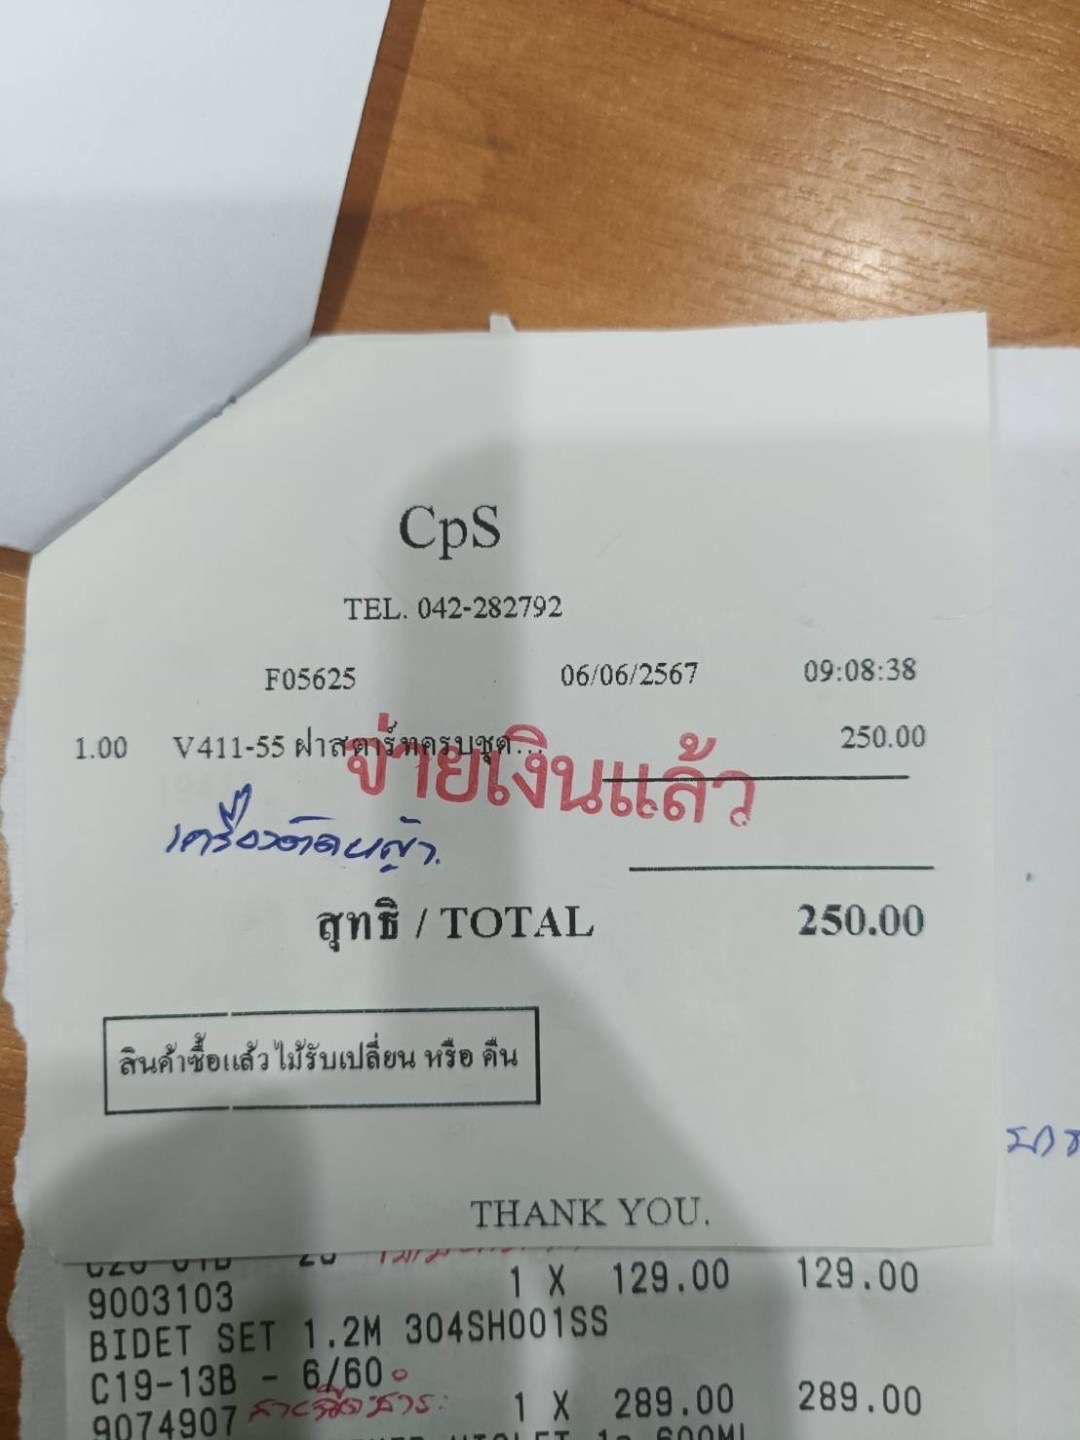 CpS
TEL. 042-282792
F05625 06/06/2567 09:08:38
1.00 V411-55 ฝาสตาร์ทครบชุด... 250.00
จ่ายเงินแล้ว
เครื่องตัดหญ้า.
สุทธิ / TOTAL 250.00
สินค้าซื้อแล้ว ไม่รับเปลี่ยน หรือ คืน
THANK YOU.
1 X 129.00 129.00
9003103
BIDET SET 1.2M 304SH001SS
C19-13B - 6/60
9074907 1 X 289.00 289.00